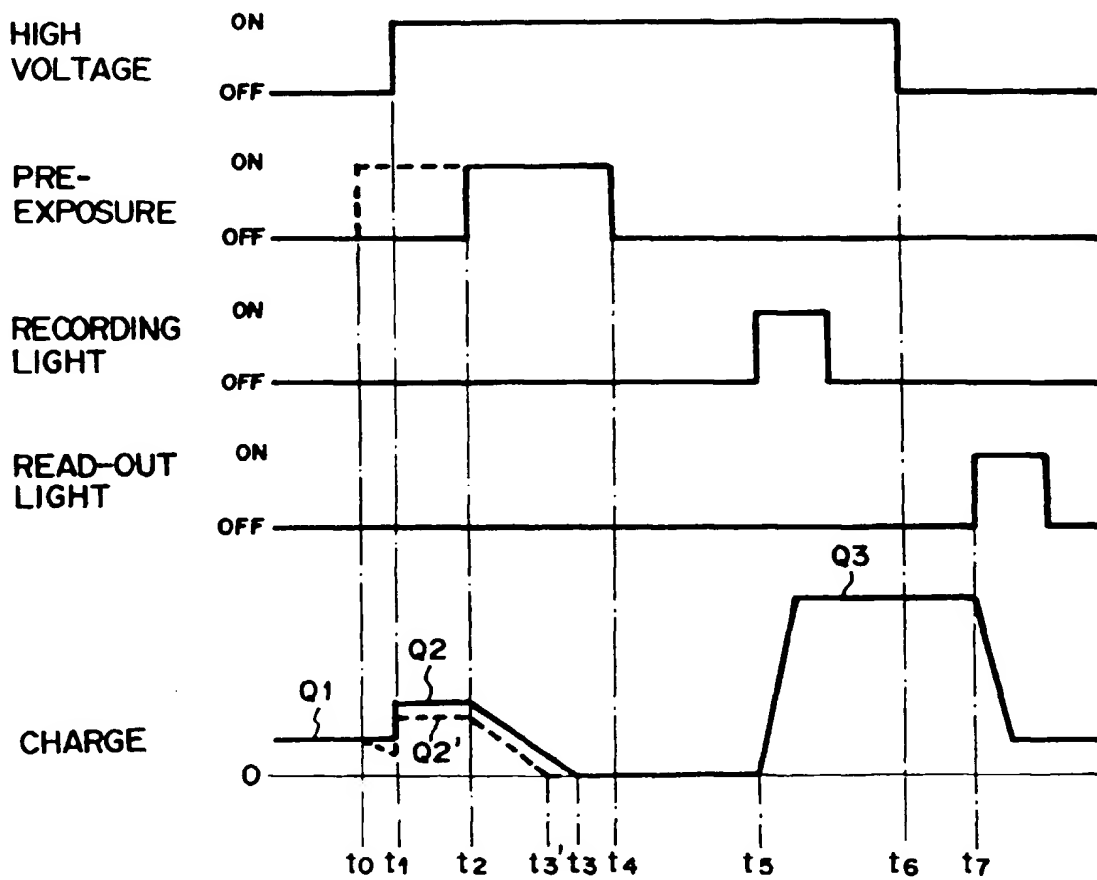 HIGH
VOLTAGE
ON
OFF
PRE-
EXPOSURE
ON
OFF
RECORDING
LIGHT
ON
OFF
READ-OUT
LIGHT
ON
OFF
CHARGE
Q1
Q2
Q2'
Q3
0
t0 t1 t2 t3' t3 t4 t5 t6 t7